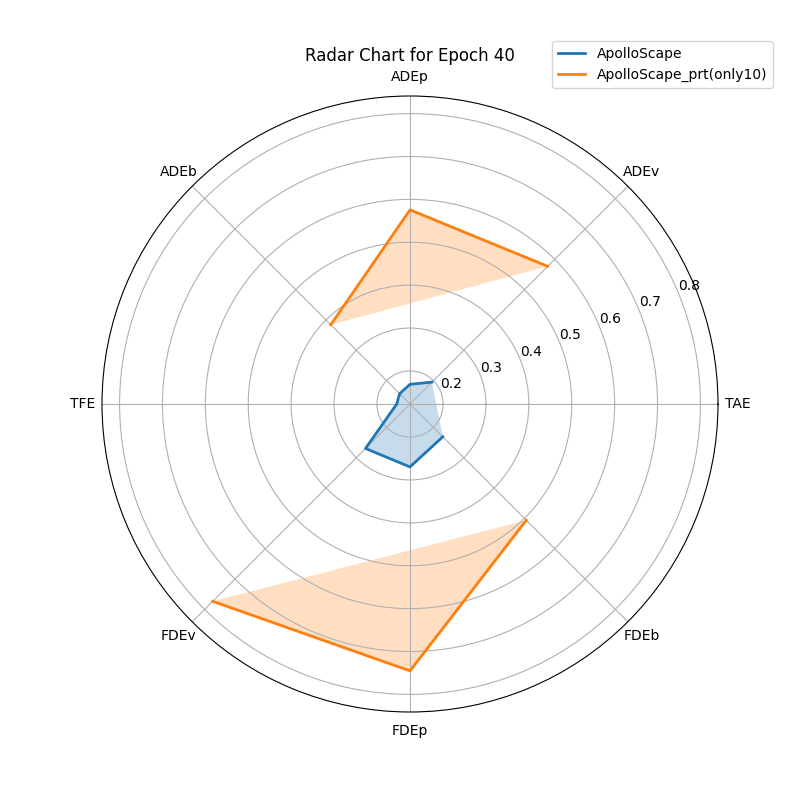 Radar Chart for Epoch 40
ApolloScape
ApolloScape_prt(only10)
ADEp
ADEb
ADEv
0.8
0.7
0.6
0.5
0.4
0.3
0.2
TFE
TAE
FDEv
FDEb
FDEp